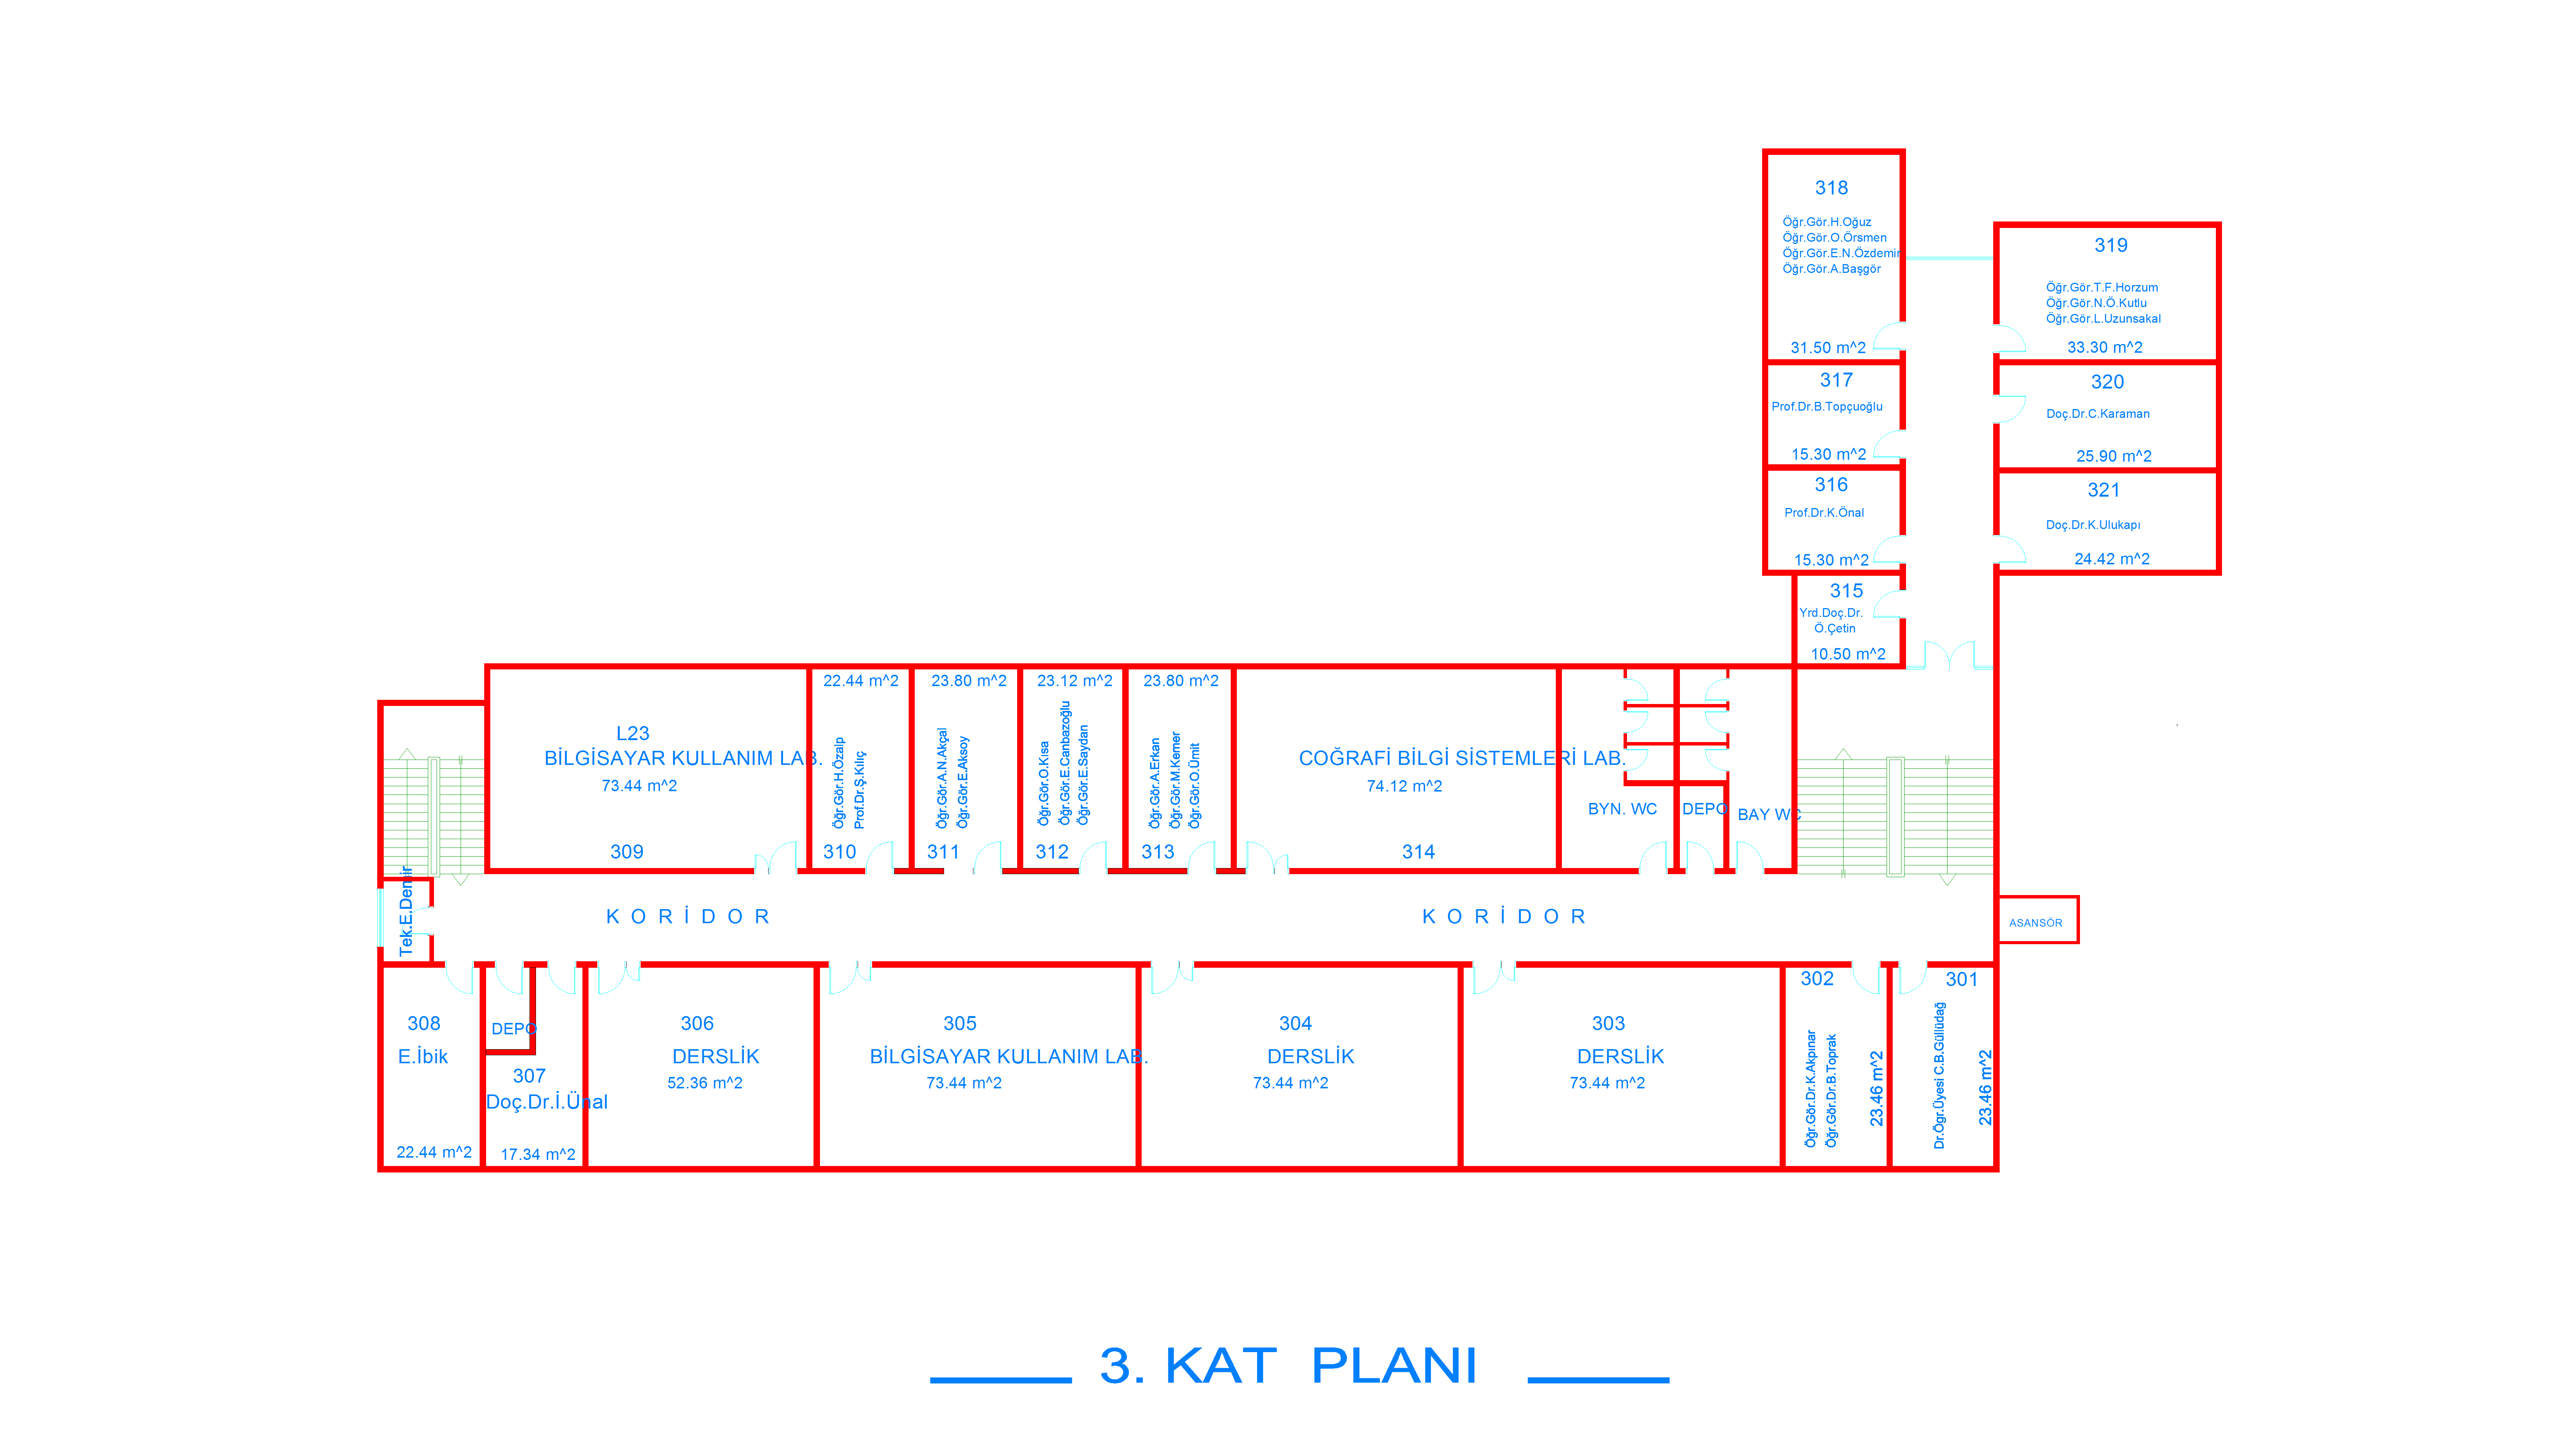 318
Öğr.Gör.H.Oğuz
Öğr.Gör.O.Örsmen
Öğr.Gör.E.N.Özdemir
Öğr.Gör.A.Başgör
31.50 m^2
319
Öğr.Gör.T.F.Horzum
Öğr.Gör.N.Ö.Kutlu
Öğr.Gör.L.Uzunsakal
33.30 m^2
317
Prof.Dr.B.Topçuoğlu
15.30 m^2
320
Doç.Dr.C.Karaman
25.90 m^2
316
Prof.Dr.K.Önal
15.30 m^2
321
Doç.Dr.K.Ulukapı
24.42 m^2
315
Yrd.Doç.Dr.
Ö.Çetin
10.50 m^2
L23
BİLGİSAYAR KULLANIM LAB.
73.44 m^2
309
22.44 m^2
Öğr.Gör.H.Özalp
Prof.Dr.Ş.Kılıç
310
23.80 m^2
Öğr.Gör.A.N.Akçal
Öğr.Gör.E.Aksoy
311
23.12 m^2
Öğr.Gör.O.Kısa
Öğr.Gör.E.Canbazoğlu
Öğr.Gör.E.Saydan
312
23.80 m^2
Öğr.Gör.A.Erkan
Öğr.Gör.M.Kemer
Öğr.Gör.O.Ümit
313
COĞRAFİ BİLGİ SİSTEMLERİ LAB.
74.12 m^2
314
BYN. WC
DEPO
BAY WC
Tek.E.Demir
KORİDOR
KORİDOR
ASANSÖR
308
E.İbik
22.44 m^2
DEPO
307
Doç.Dr.İ.Ünal
17.34 m^2
306
DERSLİK
52.36 m^2
305
BİLGİSAYAR KULLANIM LAB.
73.44 m^2
304
DERSLİK
73.44 m^2
303
DERSLİK
73.44 m^2
302
Öğr.Gör.Dr.K.Akpınar
Öğr.Gör.Dr.B.Toprak
23.46 m^2
301
Dr.Ögr.Üyesi C.B.Güllüdağ
23.46 m^2
3. KAT PLANI